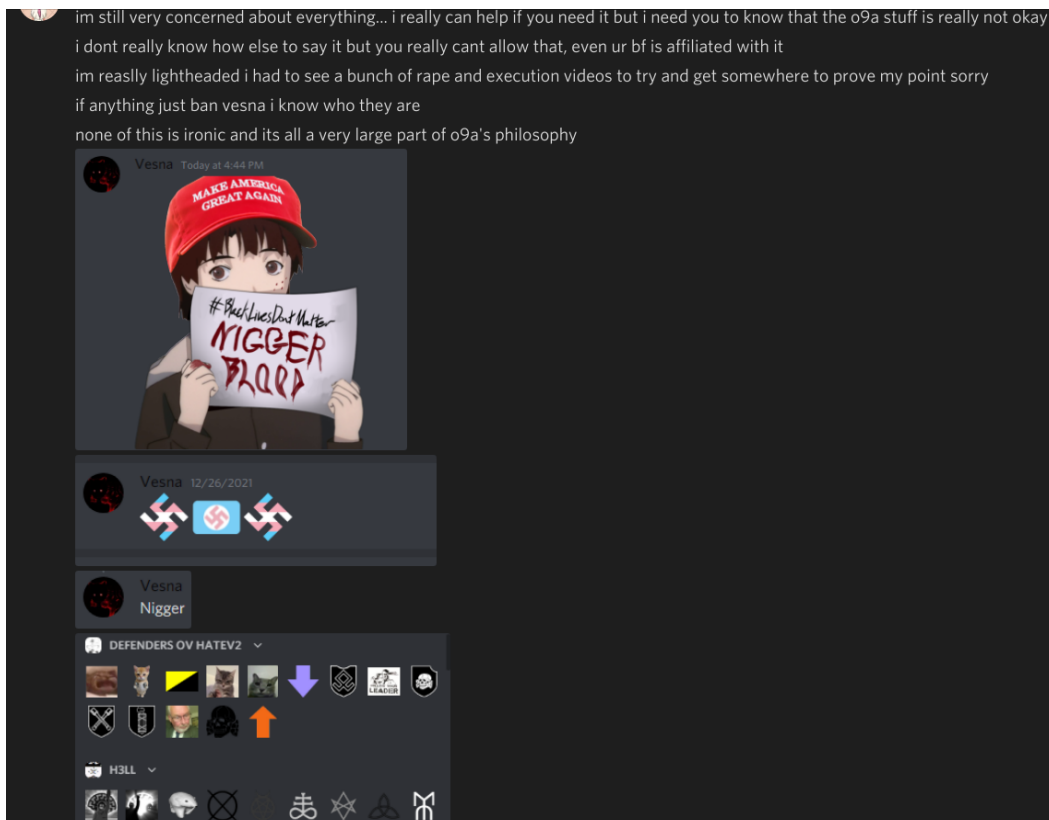 im still very concerned about everything... i really can help if you need it but i need you to know that the o9a stuff is really not okay
i dont really know how else to say it but you really cant allow that, even ur bf is affiliated with it
im reaslly lightheaded i had to see a bunch of rape and execution videos to try and get somewhere to prove my point sorry
if anything just ban vesna i know who they are
none of this is ironic and its all a very large part of o9a's philosophy
Vesna Today at 4:44 PM
MAKE AMERICA
GREAT AGAIN
#BlackLivesDontMatter
NIGGER
BLOOD
Vesna 12/26/2021
Vesna
Nigger
DEFENDERS OV HATEV2
LEADER
H3LL